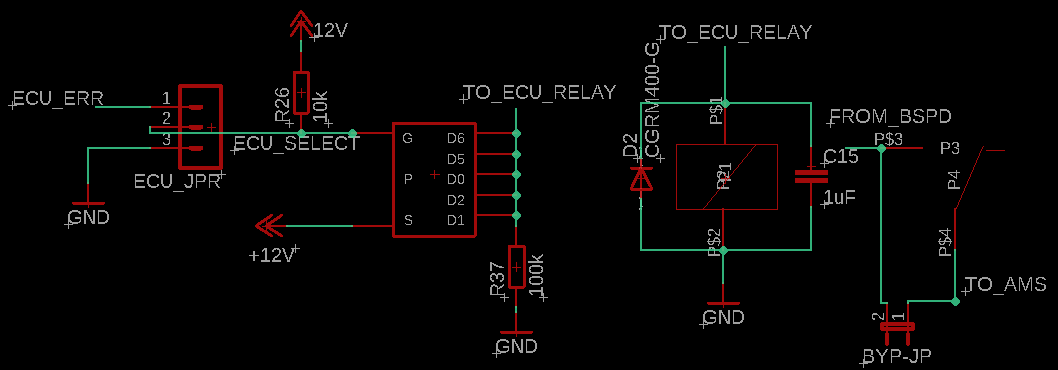 12V
ECU_ERR
1
2
3
ECU_JPR
GND
R26
10k
ECU_SELECT
+12V
G
P
S
D6
D5
D0
D2
D1
TO_ECU_RELAY
R37
100k
GND
TO_ECU_RELAY
D2
CGRM400-G
1
P$1
P$2
GND
C15
1uF
FROM_BSPD
P$3
P3
P4
P$4
TO_AMS
2
1
BYP-JP